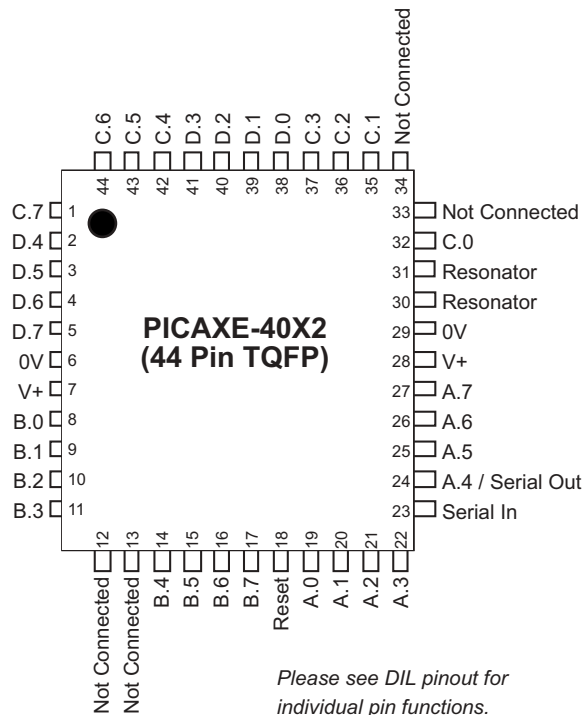 Not Connected
C.6 C.5 C.4 D.3 D.2 D.1 D.0 C.3 C.2 C.1
44 43 42 41 40 39 38 37 36 35 34
C.7 1 33 Not Connected
D.4 2 32 C.0
D.5 3 31 Resonator
D.6 4 30 Resonator
D.7 5 29 0V
0V 6 28 V+
V+ 7 27 A.7
B.0 8 26 A.6
B.1 9 25 A.5
B.2 10 24 A.4 / Serial Out
B.3 11 23 Serial In
PICAXE-40X2
(44 Pin TQFP)
12 13 14 15 16 17 18 19 20 21 22
Not Connected Not Connected B.4 B.5 B.6 B.7 Reset A.0 A.1 A.2 A.3
Please see DIL pinout for
individual pin functions.